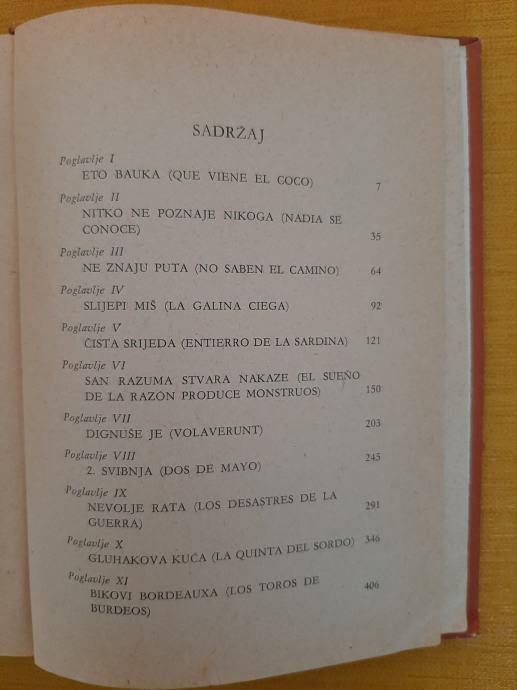 SADRŽAJ
Poglavlje I
ETO BAUKA (QUE VIENE EL COCO) 7
Poglavlje II
NITKO NE POZNAJE NIKOGA (NADIA SE
CONOCE) 35
Poglavlje III
NE ZNAJU PUTA (NO SABEN EL CAMINO) 64
Poglavlje IV
SLIJEPI MIŠ (LA GALINA CIEGA) 92
Poglavlje V
ČISTA SRIJEDA (ENTIERRO DE LA SARDINA) 121
Poglavlje VI
SAN RAZUMA STVARA NAKAZE (EL SUEÑO
DE LA RAZÓN PRODUCE MONSTRUOS) 150
Poglavlje VII
DIGNUŠE JE (VOLAVERUNT) 203
Poglavlje VIII
2. SVIBNJA (DOS DE MAYO) 245
Poglavlje IX
NEVOLJE RATA (LOS DESASTRES DE LA
GUERRA) 291
Poglavlje X
GLUHAKOVA KUĆA (LA QUINTA DEL SORDO) 346
Poglavlje XI
BIKOVI BORDEAUXA (LOS TOROS DE
BURDEOS) 406